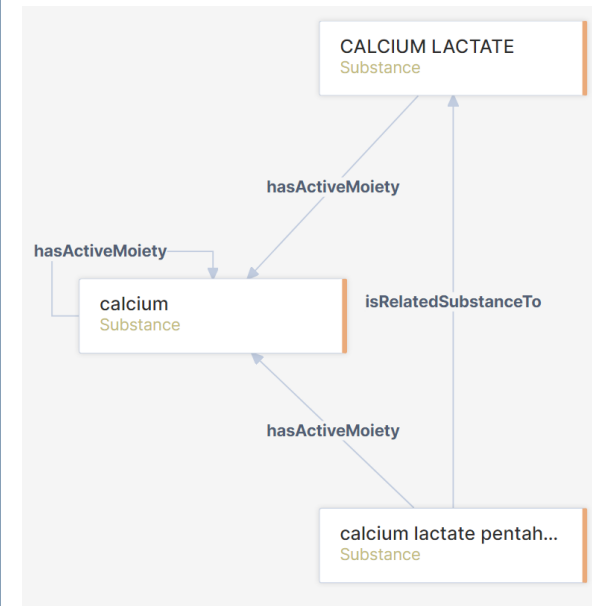 CALCIUM LACTATE
Substance
hasActiveMoiety
hasActiveMoiety
calcium
Substance
isRelatedSubstanceTo
hasActiveMoiety
calcium lactate pentah...
Substance